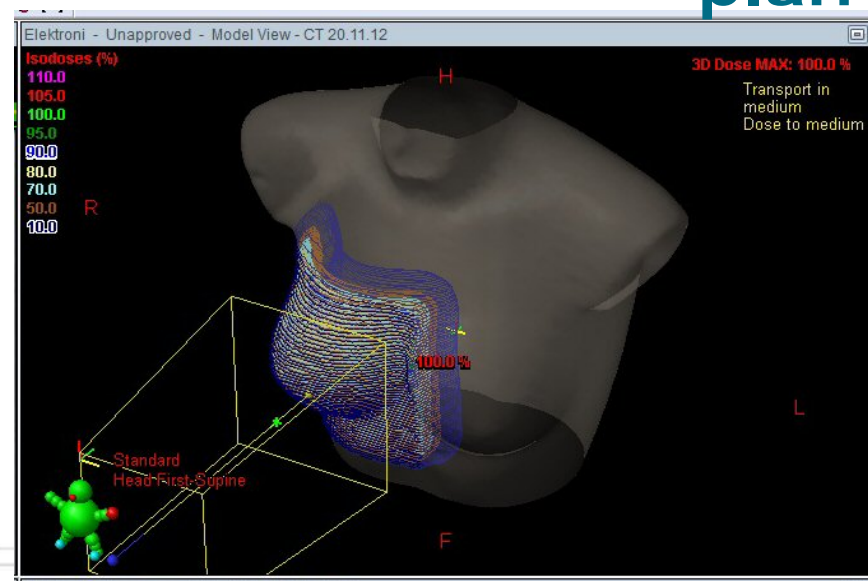 plan
Elektroni - Unapproved - Model View - CT 20.11.12
Isodoses (%)
110.0
105.0
100.0
95.0
90.0
80.0
70.0
50.0
10.0
3D Dose MAX: 100.0 %
Transport in
medium
Dose to medium
H
R
100.0 %
L
Standard
Head First-Supine
F